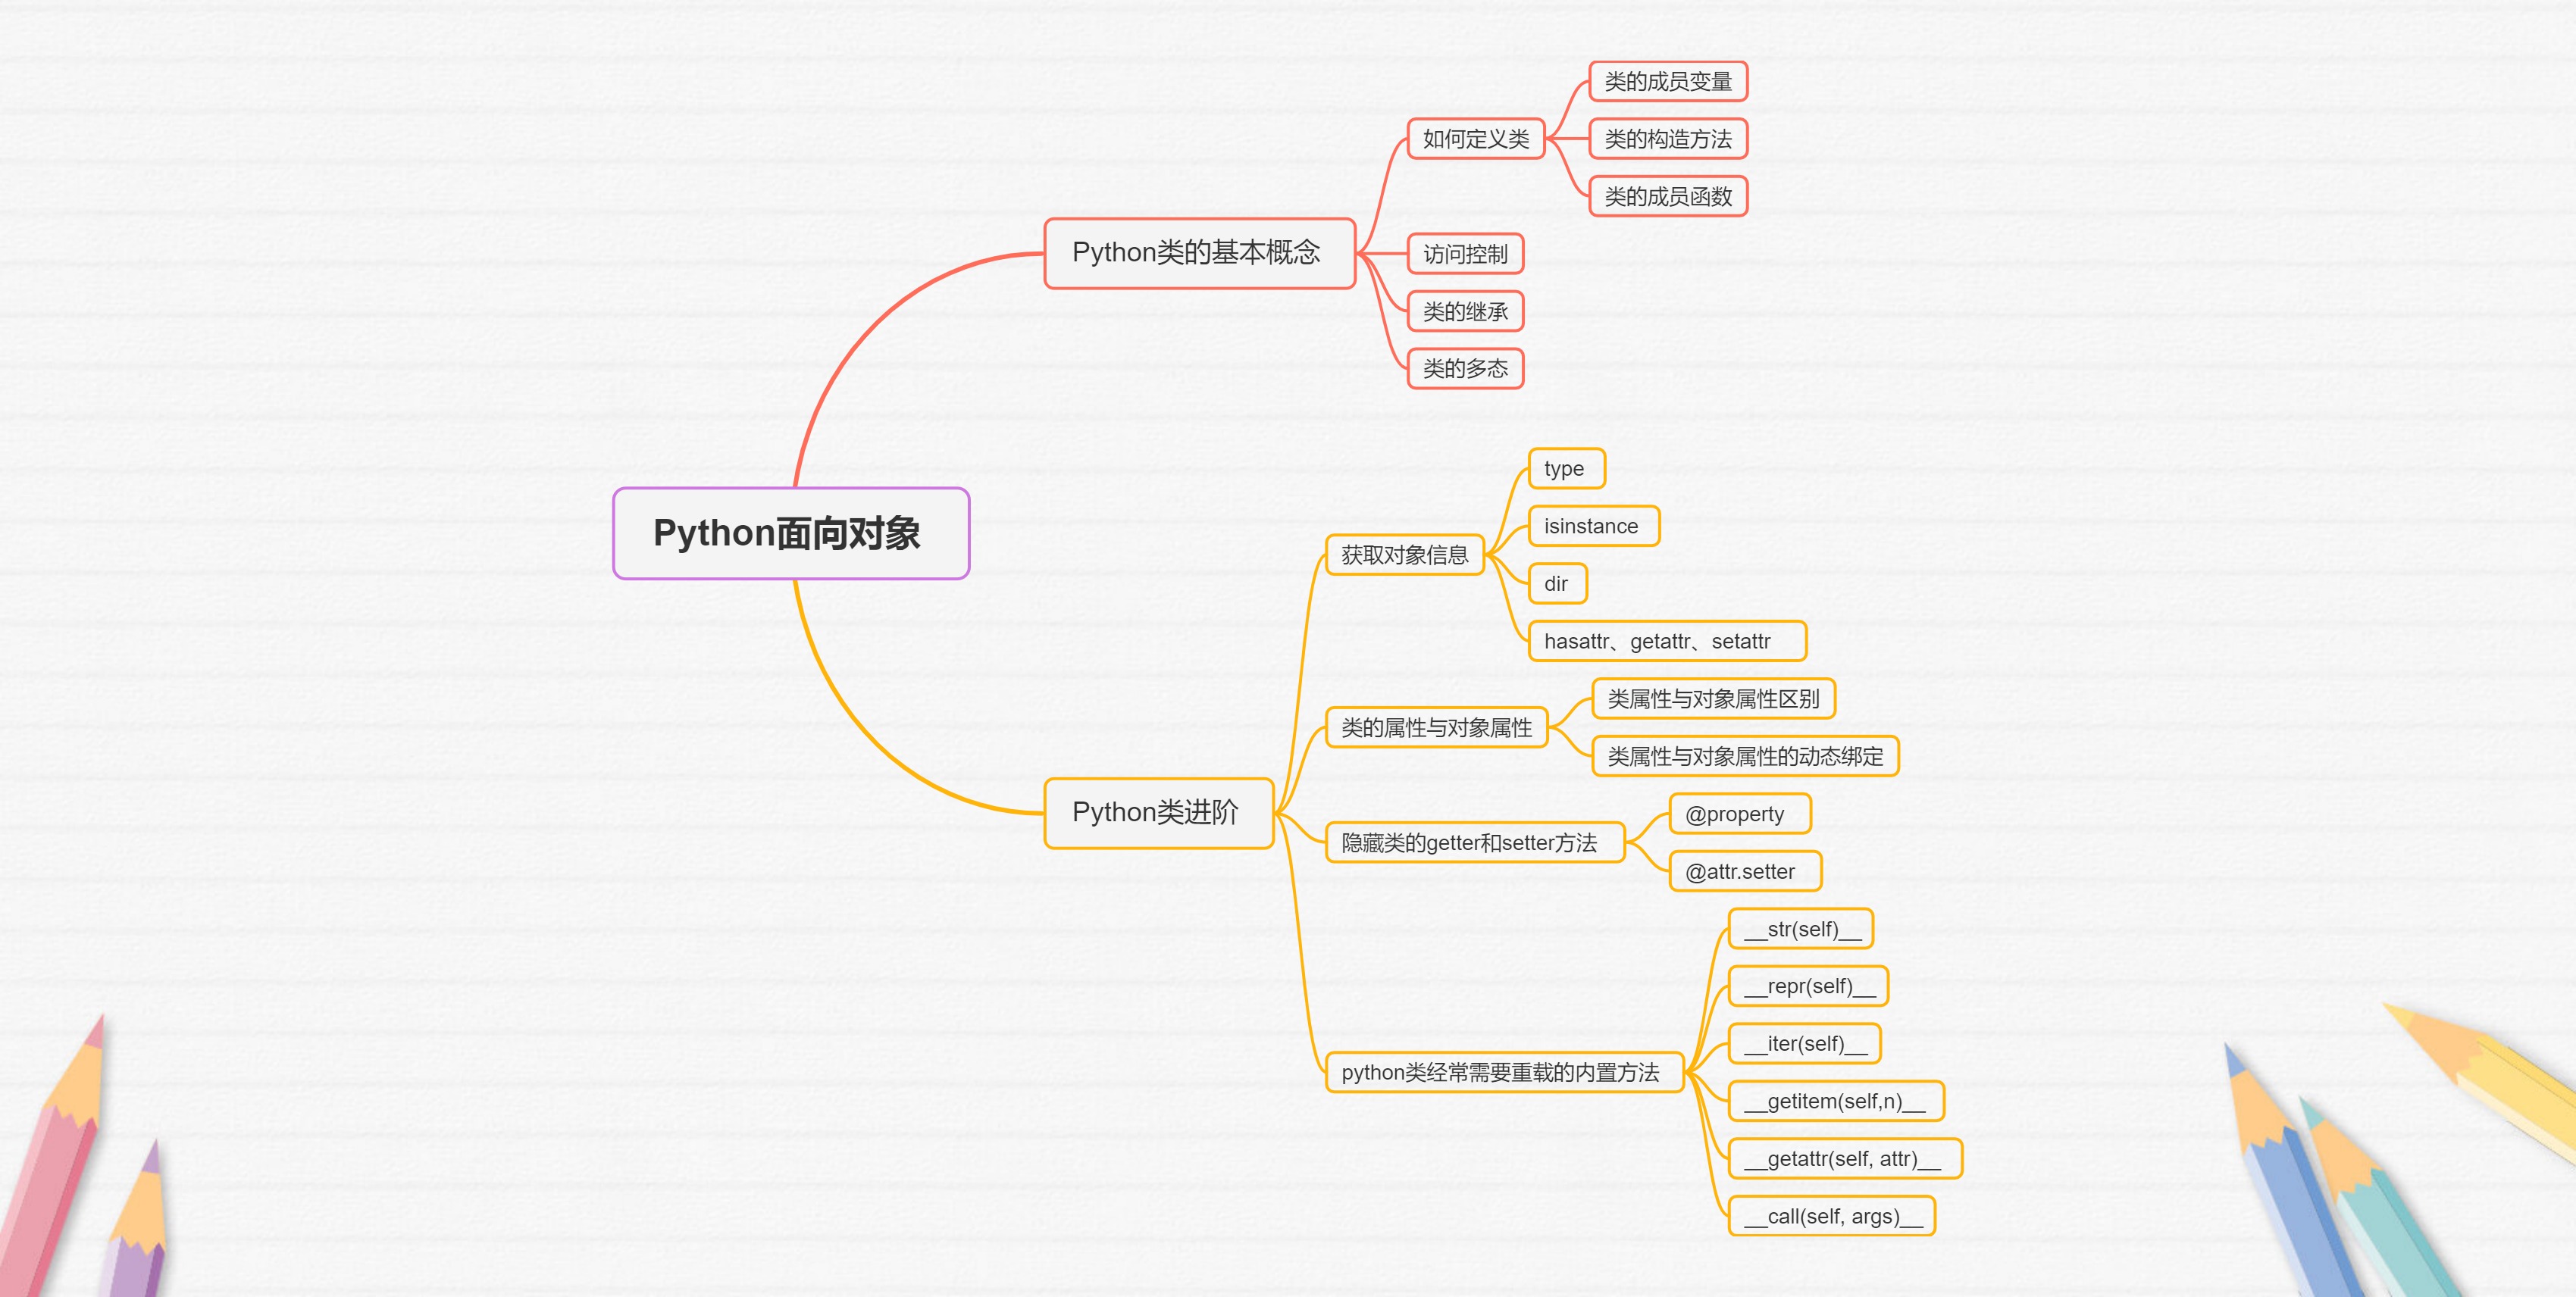 Python面向对象
Python类的基本概念
如何定义类
类的成员变量
类的构造方法
类的成员函数
访问控制
类的继承
类的多态
Python类进阶
获取对象信息
type
isinstance
dir
hasattr、getattr、setattr
类的属性与对象属性
类属性与对象属性区别
类属性与对象属性的动态绑定
隐藏类的getter和setter方法
@property
@attr.setter
python类经常需要重载的内置方法
__str(self)__
__repr(self)__
__iter(self)__
__getitem(self,n)__
__getattr(self, attr)__
__call(self, args)__